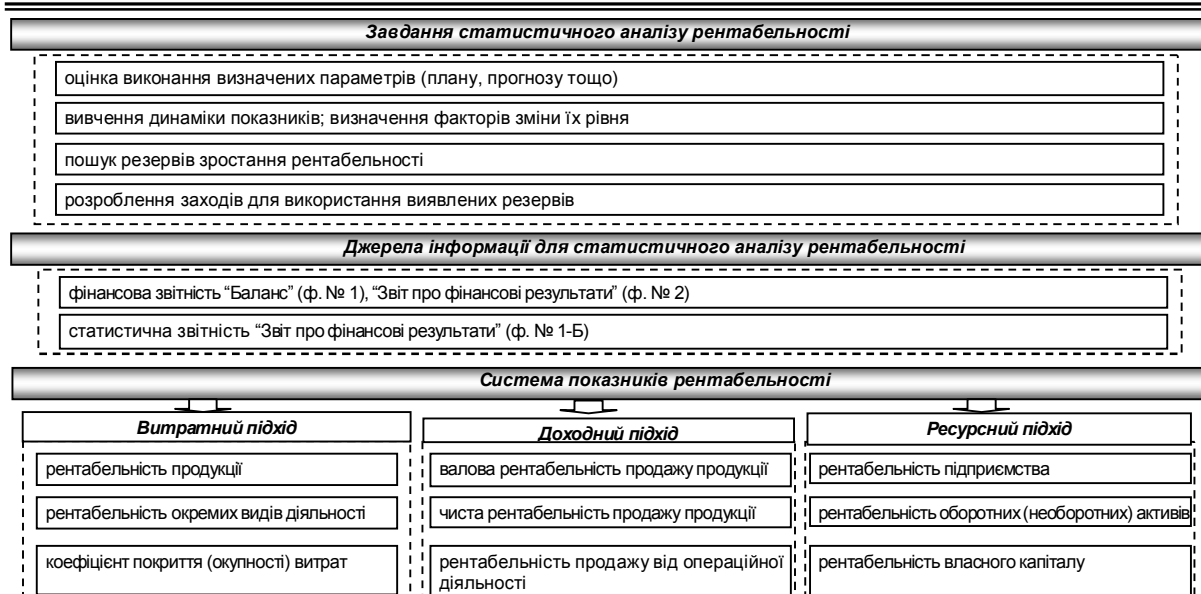 Завдання статистичного аналізу рентабельності
оцінка виконання визначених параметрів (плану, прогнозу тощо)
вивчення динаміки показників; визначення факторів зміни їх рівня
пошук резервів зростання рентабельності
розроблення заходів для використання виявлених резервів
Джерела інформації для статистичного аналізу рентабельності
фінансова звітність “Баланс” (ф. № 1), “Звіт про фінансові результати” (ф. № 2)
статистична звітність “Звіт про фінансові результати” (ф. № 1-Б)
Система показників рентабельності
Витратний підхід
рентабельність продукції
рентабельність окремих видів діяльності
коефіцієнт покриття (окупності) витрат
Доходний підхід
валова рентабельність продажу продукції
чиста рентабельність продажу продукції
рентабельність продажу від операційної
діяльності
Ресурсний підхід
рентабельність підприємства
рентабельність оборотних (необоротних) активів
рентабельність власного капіталу